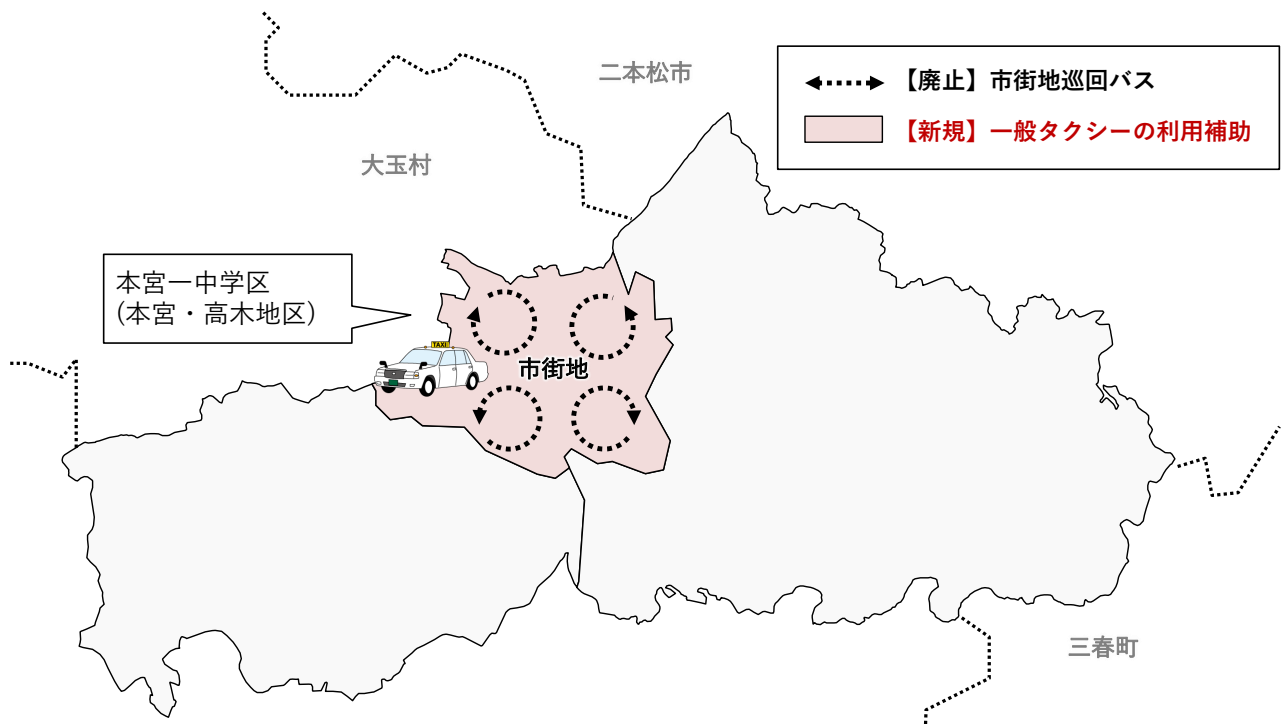 二本松市
【廃止】市街地巡回バス
【新規】一般タクシーの利用補助
大玉村
本宮一中学区
(本宮・高木地区)
TAXI
市街地
三春町